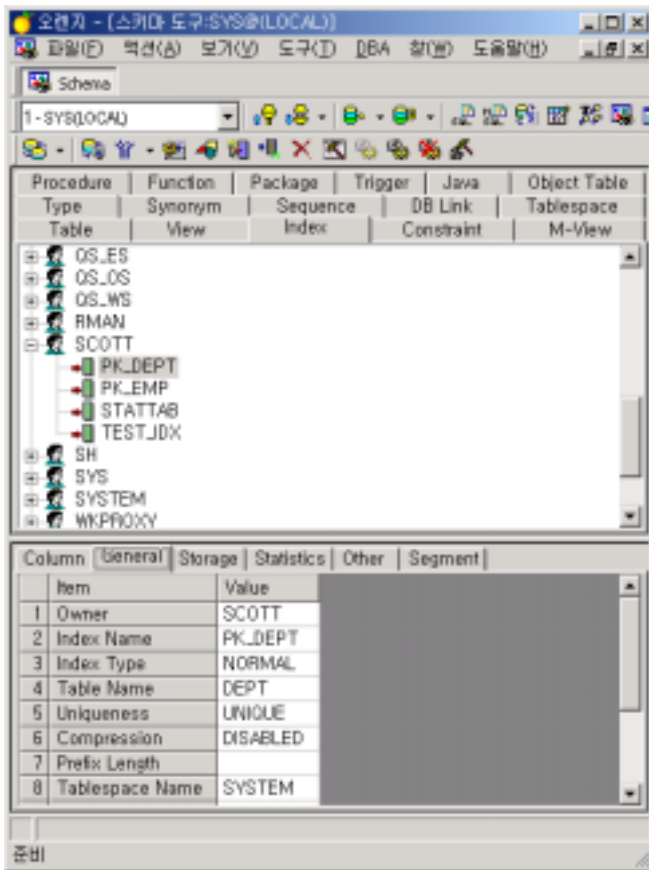 오렌지 - [스키마 도구:SYS@(LOCAL)]
파일(F) 액션(A) 보기(V) 도구(T) DBA 창(W) 도움말(H)
Schema
1 - SYS(LOCAL)
Procedure Function Package Trigger Java Object Table
Type Synonym Sequence DB Link Tablespace
Table View Index Constraint M-View
QS_ES
QS_OS
QS_WS
RMAN
SCOTT
PK_DEPT
PK_EMP
STATTAB
TEST_IDX
SH
SYS
SYSTEM
WKPROXY
Column General Storage Statistics Other Segment
Item Value
1 Owner SCOTT
2 Index Name PK_DEPT
3 Index Type NORMAL
4 Table Name DEPT
5 Uniqueness UNIQUE
6 Compression DISABLED
7 Prefix Length
8 Tablespace Name SYSTEM
준비